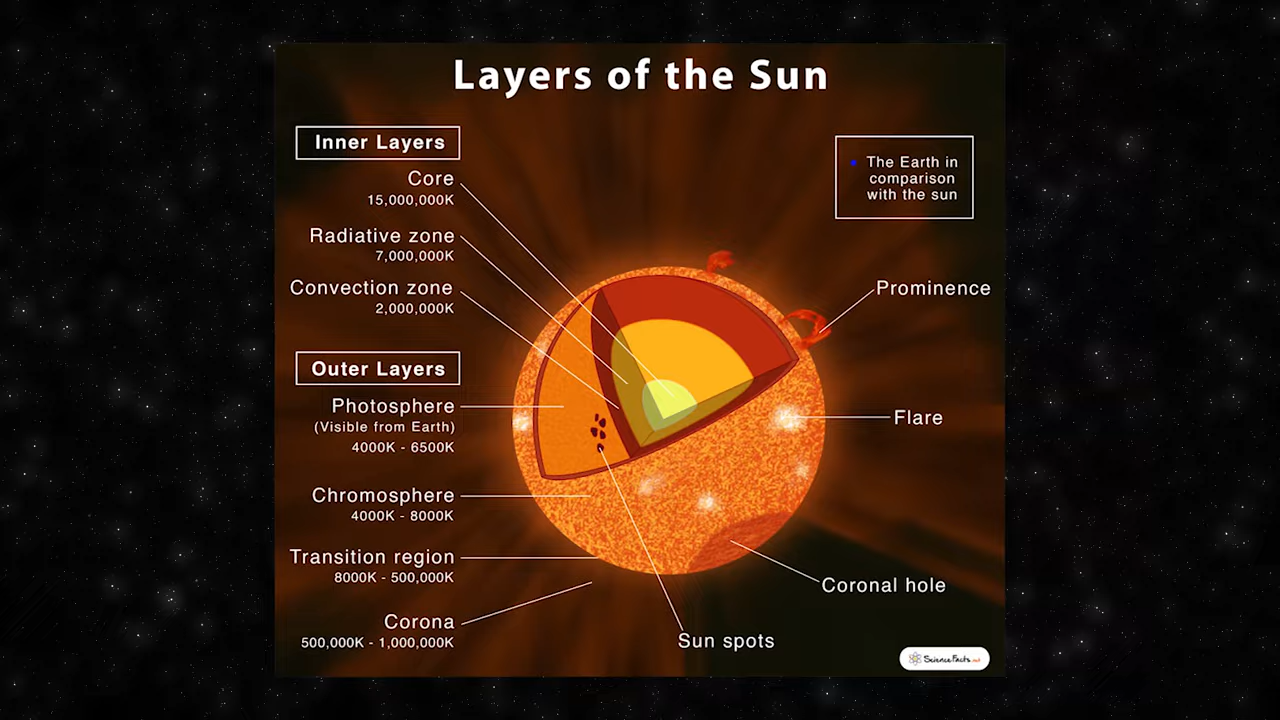 Layers of the Sun
Inner Layers
Core
15,000,000K
Radiative zone
7,000,000K
Convection zone
2,000,000K
Outer Layers
Photosphere
(Visible from Earth)
4000K - 6500K
Chromosphere
4000K - 8000K
Transition region
8000K - 500,000K
Corona
500,000K - 1,000,000K
The Earth in
comparison
with the sun
Prominence
Flare
Coronal hole
Sun spots
ScienceFacts.net